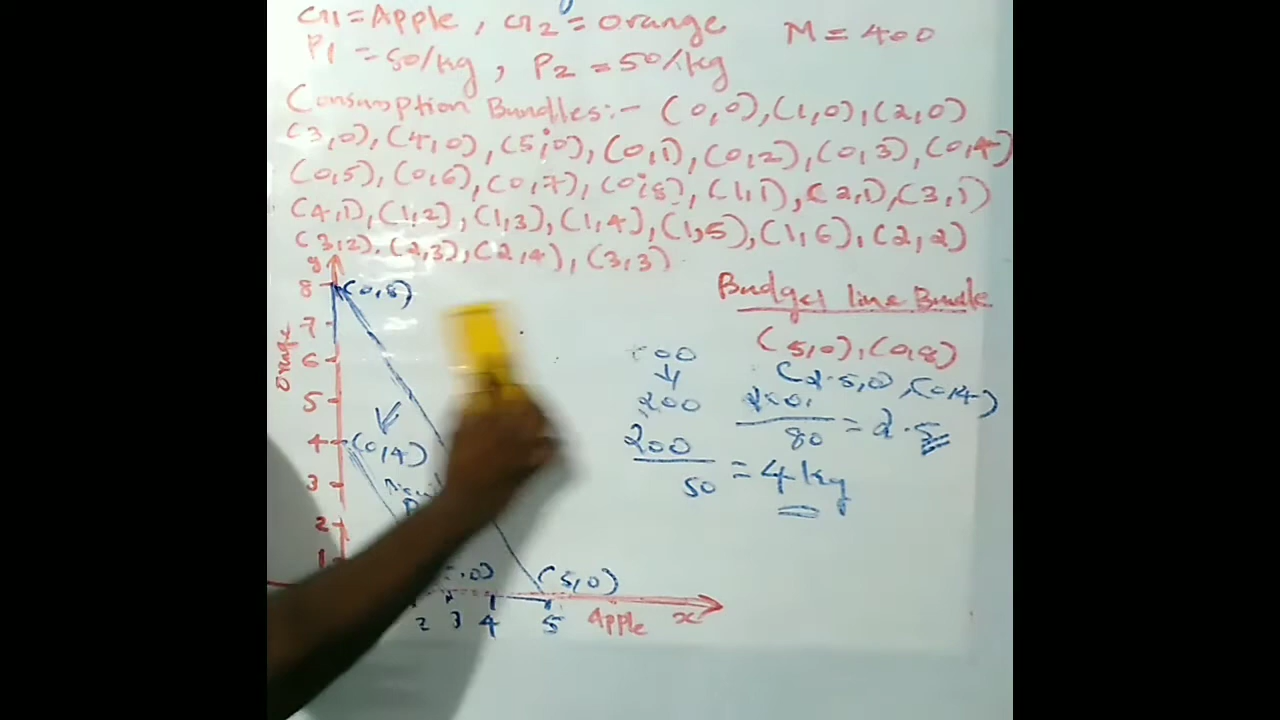 G1 = Apple, G2 = Orange M = 400
P1 = 80/kg, P2 = 50/kg
Consumption Bundles:- (0,0), (1,0), (2,0)
(3,0), (4,0), (5,0), (0,1), (0,2), (0,3), (0,4)
(0,5), (0,6), (0,7), (0,8), (1,1), (2,1), (3,1)
(4,1), (1,2), (1,3), (1,4), (1,5), (1,6), (2,2)
(3,2), (2,3), (2,4), (3,3)
y
8 (0,8)
7
6
5
4 (0,4)
3
2
1
Orange
(5,0)
2 3 4 5 Apple x
Budget line Bundle
(5,0), (0,8)
(2.5,0), (0,4)
00
200
200
80 = 2.5
200
50 = 4 kg